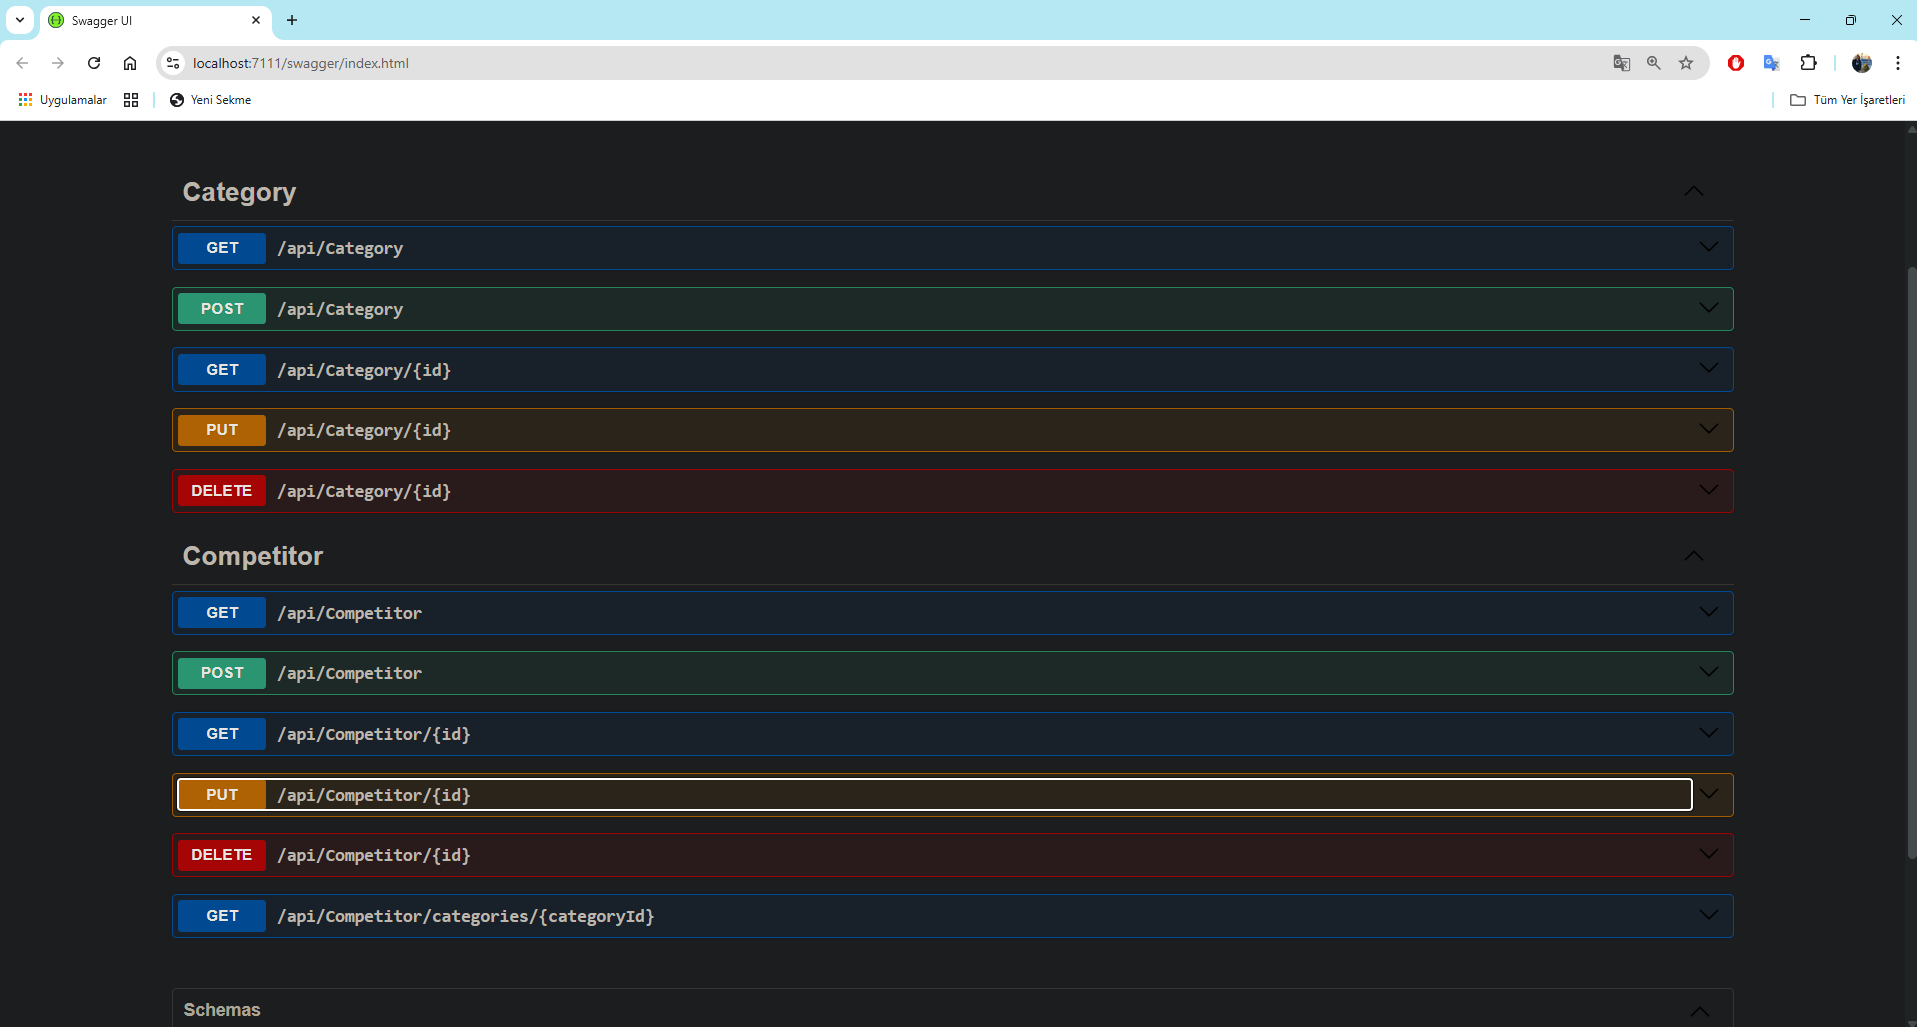 Swagger UI
localhost:7111/swagger/index.html
Uygulamalar
Yeni Sekme
Tüm Yer İşaretleri
Category
GET /api/Category
POST /api/Category
GET /api/Category/{id}
PUT /api/Category/{id}
DELETE /api/Category/{id}
Competitor
GET /api/Competitor
POST /api/Competitor
GET /api/Competitor/{id}
PUT /api/Competitor/{id}
DELETE /api/Competitor/{id}
GET /api/Competitor/categories/{categoryId}
Schemas